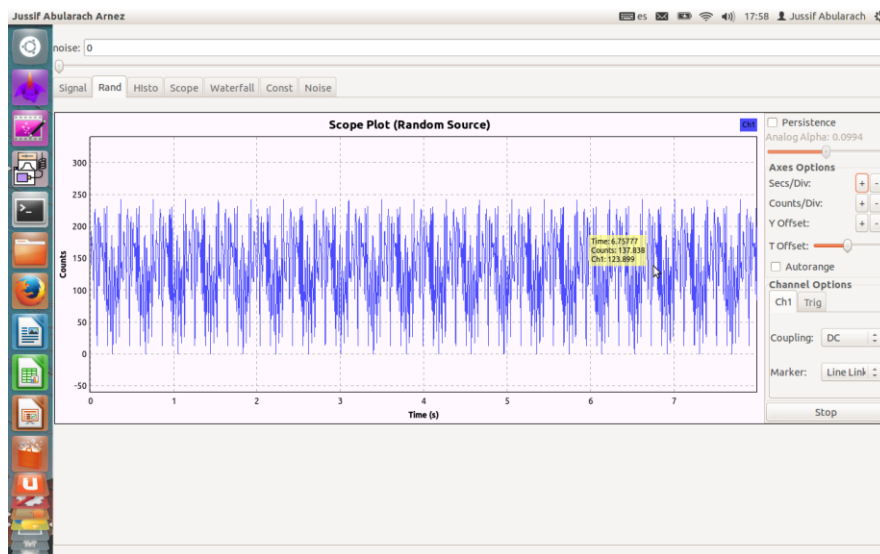 Jussif Abularach Arnez
es
17:58
Jussif Abularach
noise: 0
Signal
Rand
Histo
Scope
Waterfall
Const
Noise
Scope Plot (Random Source)
Ch1
Counts
300
250
200
150
100
50
0
-50
0
1
2
3
4
5
6
7
Time (s)
Time: 6.75777
Counts: 137.838
Ch1: 123.899
Persistence
Analog Alpha: 0.0994
Axes Options
Secs/Div:
+
-
Counts/Div:
+
-
Y Offset:
+
-
T Offset:
Autorange
Channel Options
Ch1
Trig
Coupling:
DC
Marker:
Line Link
Stop